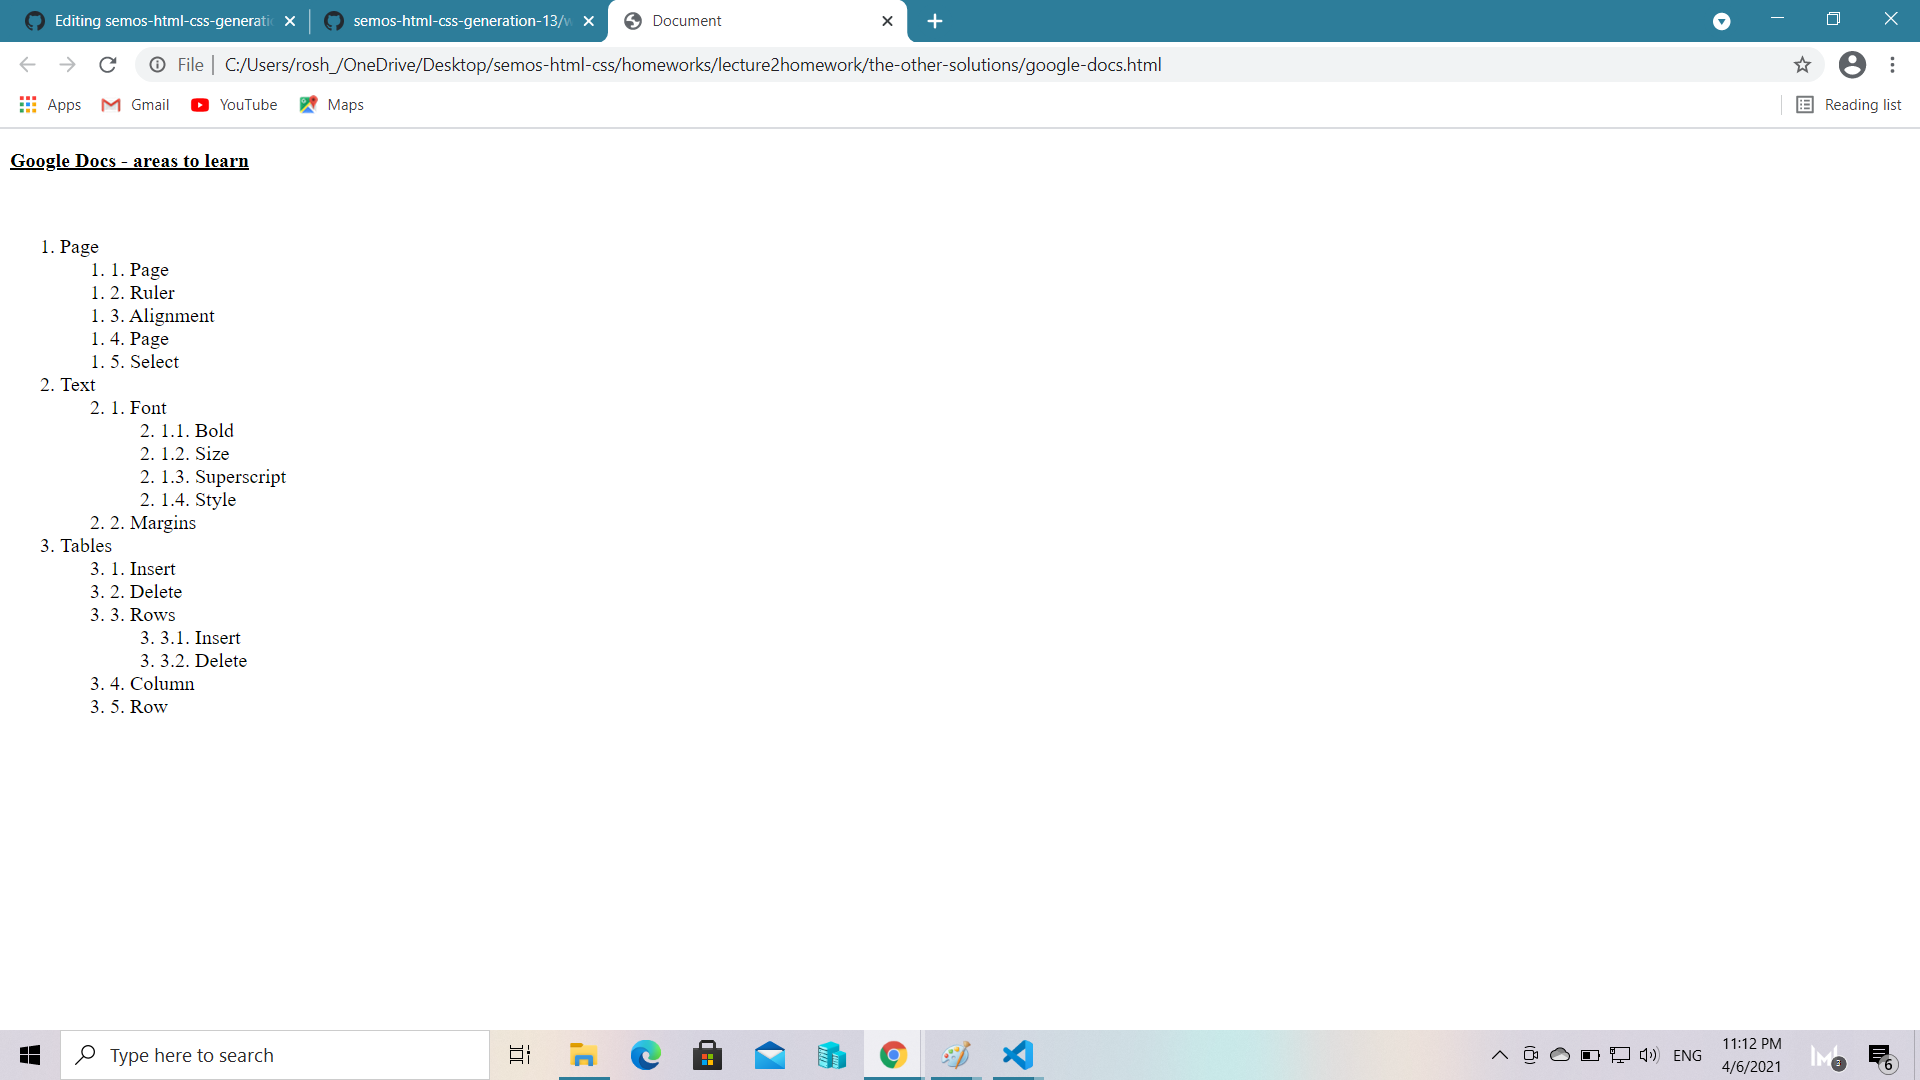 Editing semos-html-css-generatio
semos-html-css-generation-13/w
Document
File
C:/Users/rosh_/OneDrive/Desktop/semos-html-css/homeworks/lecture2homework/the-other-solutions/google-docs.html
Apps
Gmail
YouTube
Maps
Reading list
Google Docs - areas to learn
1. Page
1. 1. Page
1. 2. Ruler
1. 3. Alignment
1. 4. Page
1. 5. Select
2. Text
2. 1. Font
2. 1.1. Bold
2. 1.2. Size
2. 1.3. Superscript
2. 1.4. Style
2. 2. Margins
3. Tables
3. 1. Insert
3. 2. Delete
3. 3. Rows
3. 3.1. Insert
3. 3.2. Delete
3. 4. Column
3. 5. Row
Type here to search
ENG
11:12 PM
4/6/2021
3
6